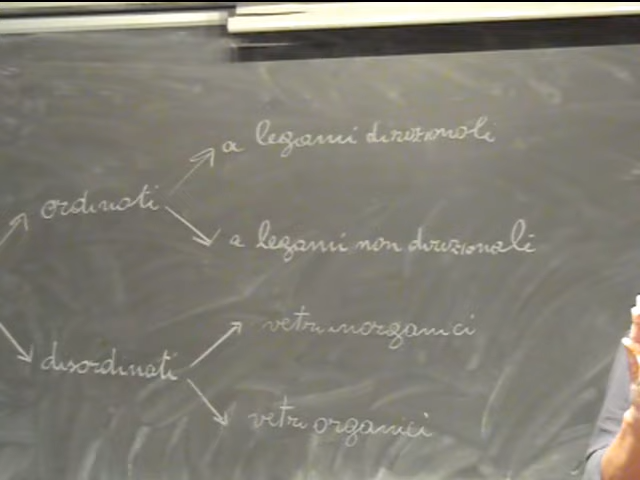 a legami direzionali
ordinati
a legami non direzionali
vetri inorganici
disordinati
vetri organici